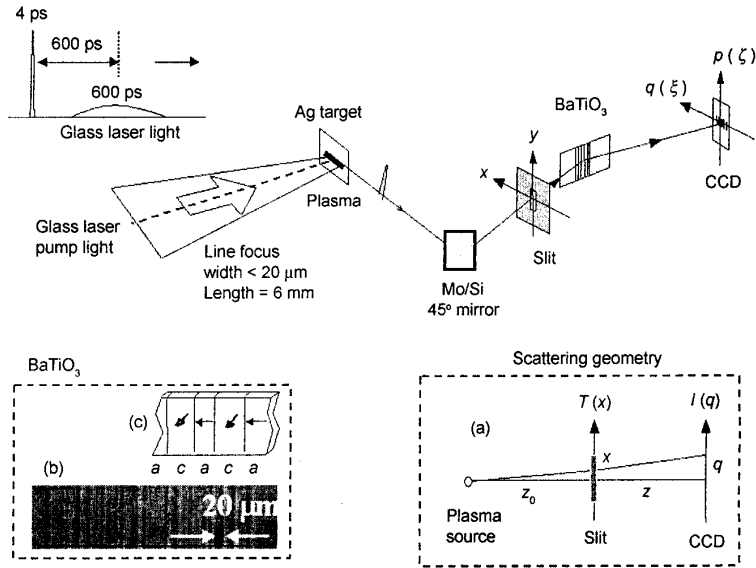 4 ps
600 ps
600 ps
Glass laser light
Ag target
Plasma
Glass laser
pump light
Line focus
width < 20 μm
Length = 6 mm
Mo/Si
45° mirror
x
y
Slit
BaTiO₃
q (ξ)
p (ζ)
CCD
BaTiO₃
(c)
a c a c a
(b)
20 μm
Scattering geometry
(a)
T (x)
I (q)
x
q
z₀
z
Plasma
source
Slit
CCD